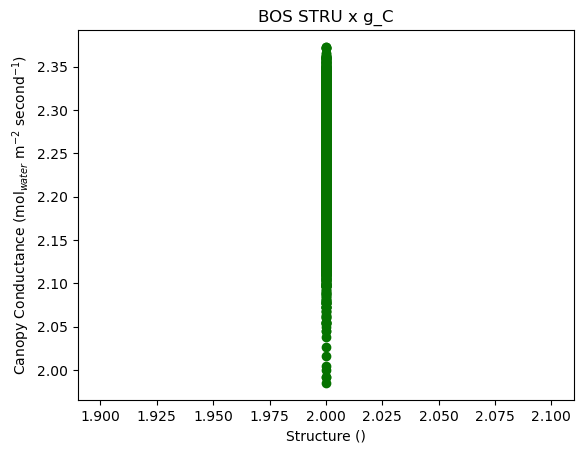 BOS STRU x g_C
Canopy Conductance (mol_water m⁻² second⁻¹)
2.35
2.30
2.25
2.20
2.15
2.10
2.05
2.00
1.900 1.925 1.950 1.975 2.000 2.025 2.050 2.075 2.100
Structure ()